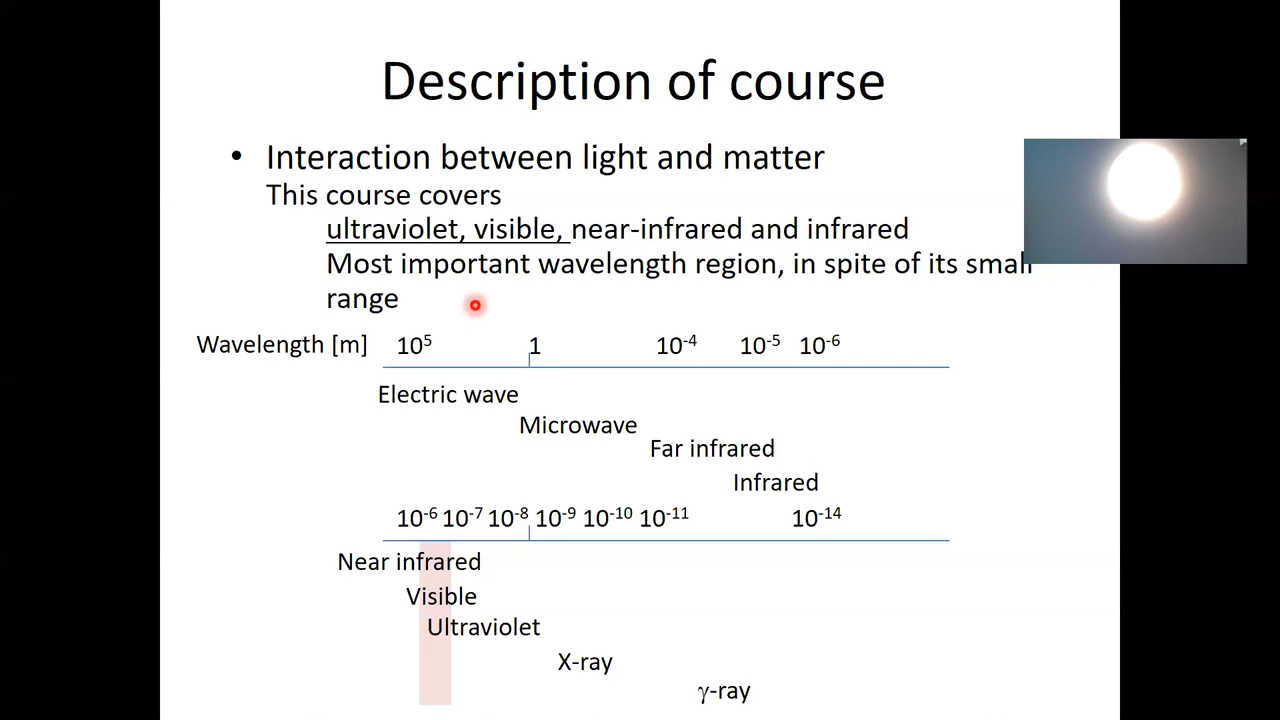 Description of course
• Interaction between light and matter
This course covers
ultraviolet, visible, near-infrared and infrared
Most important wavelength region, in spite of its small
range
Wavelength [m] 10⁵ 1 10⁻⁴ 10⁻⁵ 10⁻⁶
Electric wave
Microwave
Far infrared
Infrared
10⁻⁶ 10⁻⁷ 10⁻⁸ 10⁻⁹ 10⁻¹⁰ 10⁻¹¹ 10⁻¹⁴
Near infrared
Visible
Ultraviolet
X-ray
γ-ray